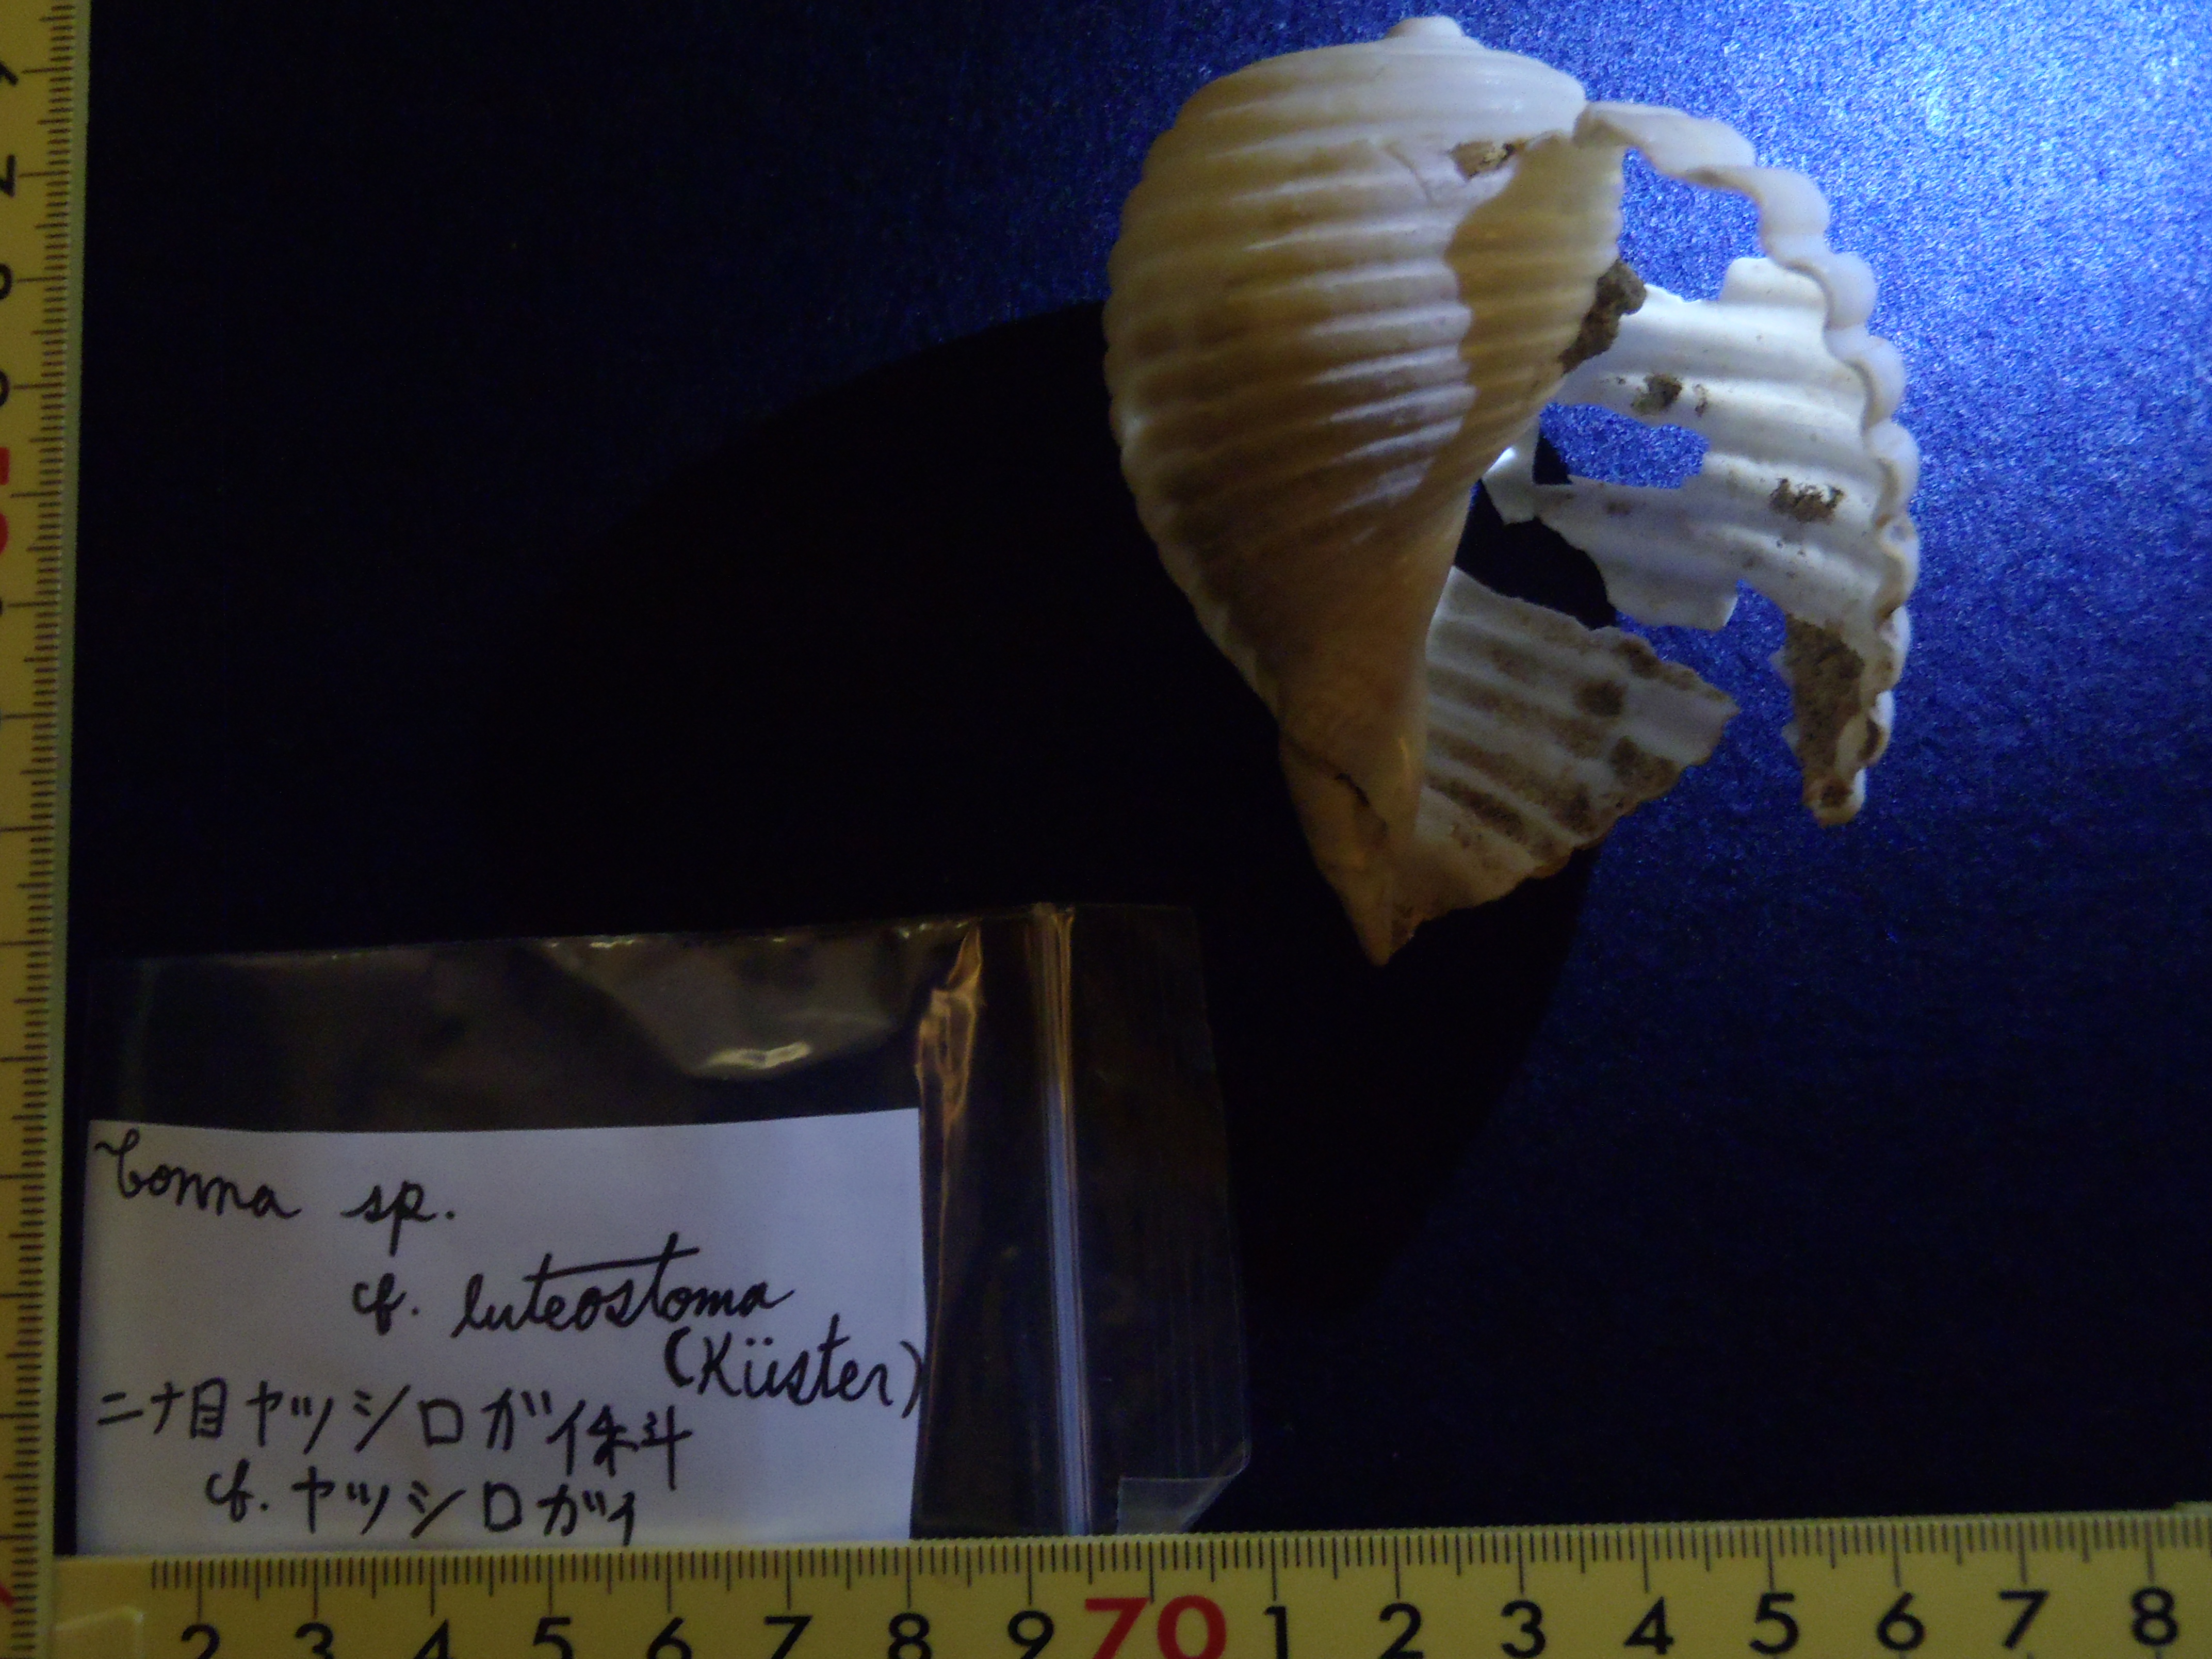 Tonna sp.
cf. luteostoma
(Küster)
ニナ目ヤツシロガイ科
cf. ヤツシロガイ
2 3 4 5 6 7 8 9 70 1 2 3 4 5 6 7 8